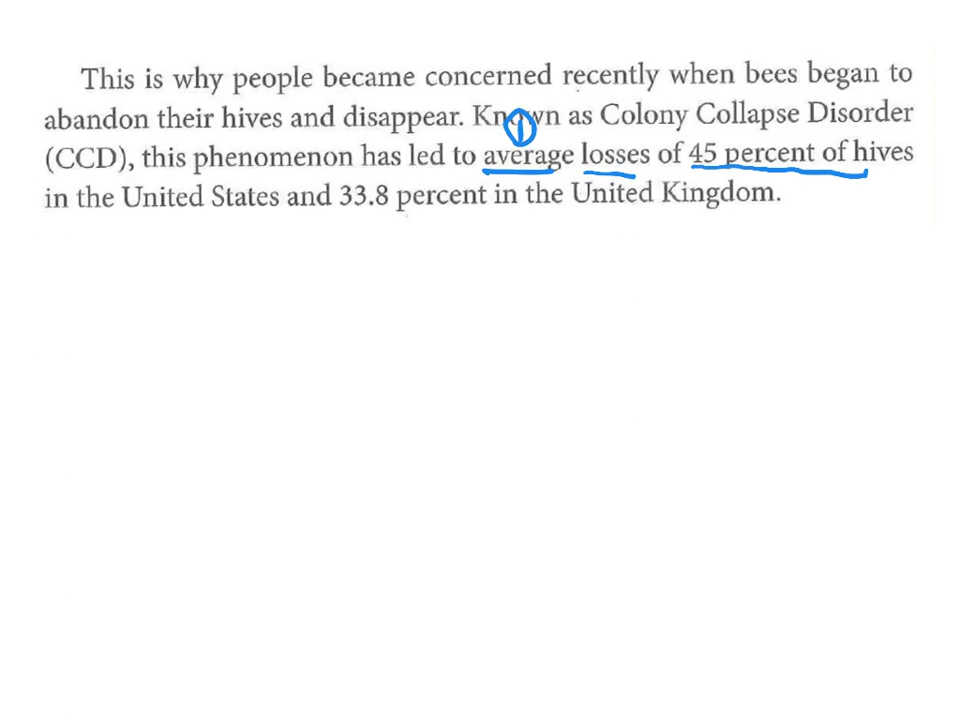 This is why people became concerned recently when bees began to
abandon their hives and disappear. Known as Colony Collapse Disorder
①
(CCD), this phenomenon has led to average losses of 45 percent of hives
in the United States and 33.8 percent in the United Kingdom.